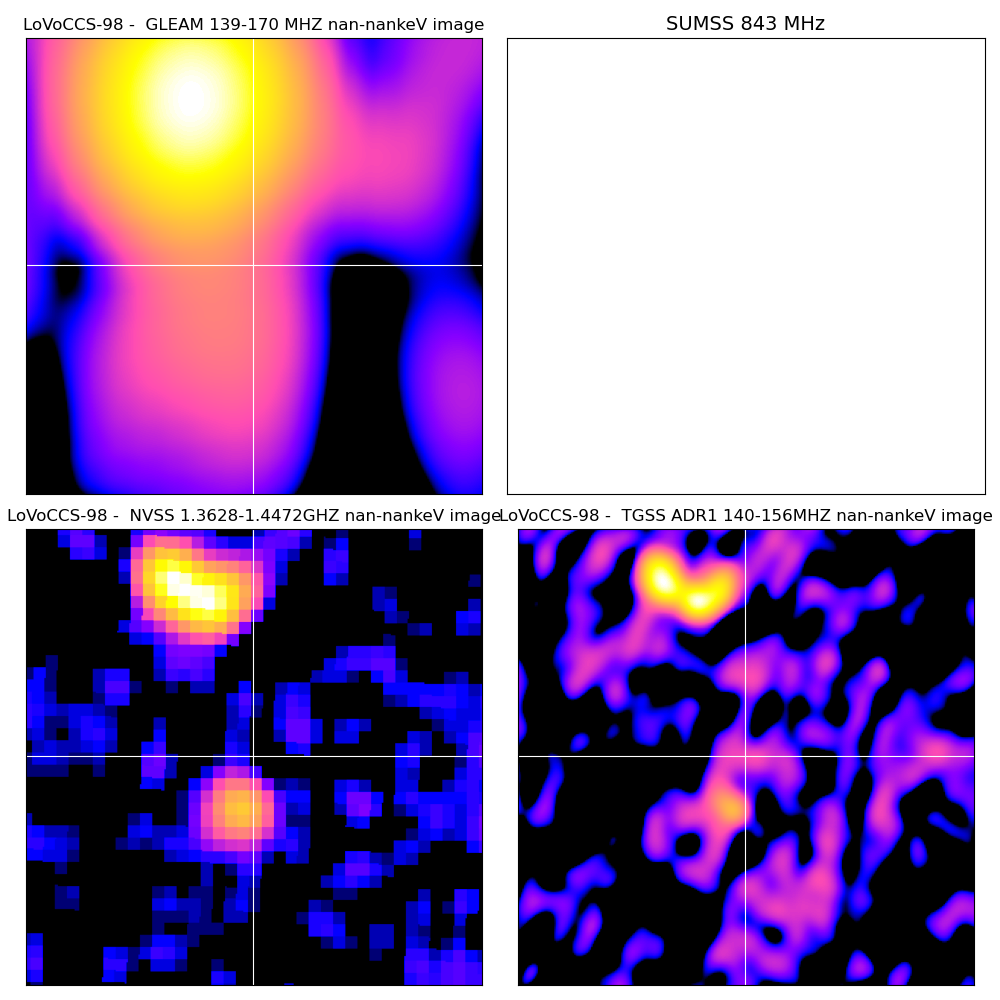 LoVoCCS-98 -  GLEAM 139-170 MHZ nan-nankeV image
SUMSS 843 MHz
LoVoCCS-98 -  NVSS 1.3628-1.4472GHZ nan-nankeV image
LoVoCCS-98 -  TGSS ADR1 140-156MHZ nan-nankeV image